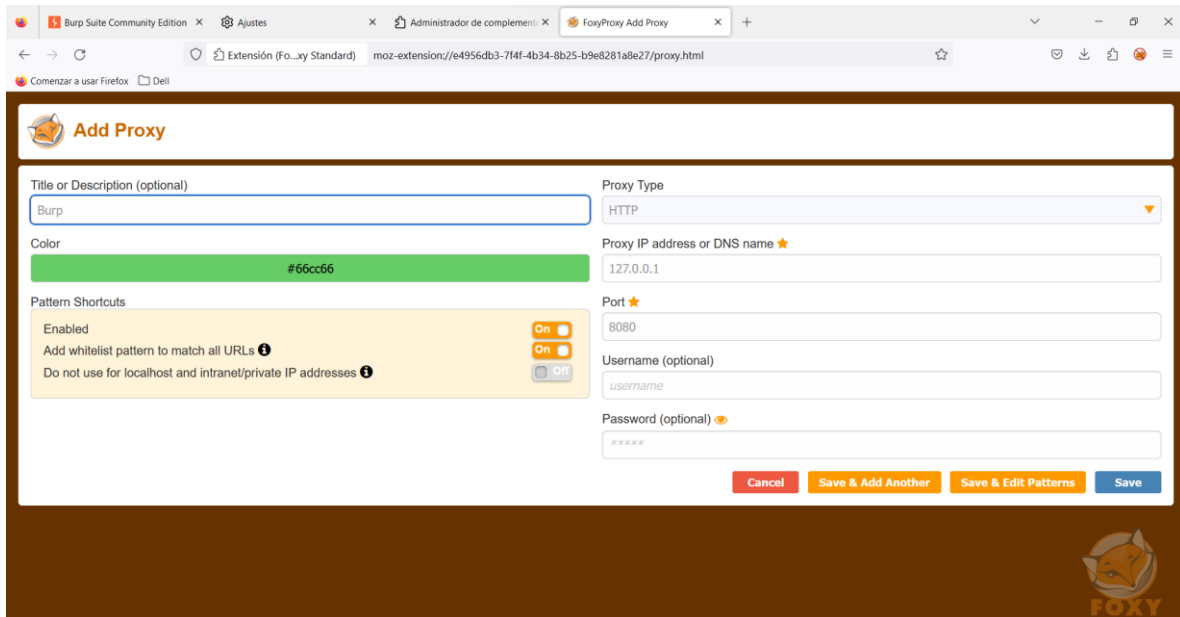 Burp Suite Community Edition
Ajustes
Administrador de complemento
FoxyProxy Add Proxy
Extensión (Fo...xy Standard) moz-extension://e4956db3-7f4f-4b34-8b25-b9e8281a8e27/proxy.html
Comenzar a usar Firefox Dell
Add Proxy
Title or Description (optional)
Burp
Color
#66cc66
Pattern Shortcuts
Enabled On
Add whitelist pattern to match all URLs On
Do not use for localhost and intranet/private IP addresses Off
Proxy Type
HTTP
Proxy IP address or DNS name
127.0.0.1
Port
8080
Username (optional)
username
Password (optional)
*****
Cancel Save & Add Another Save & Edit Patterns Save
FOXY